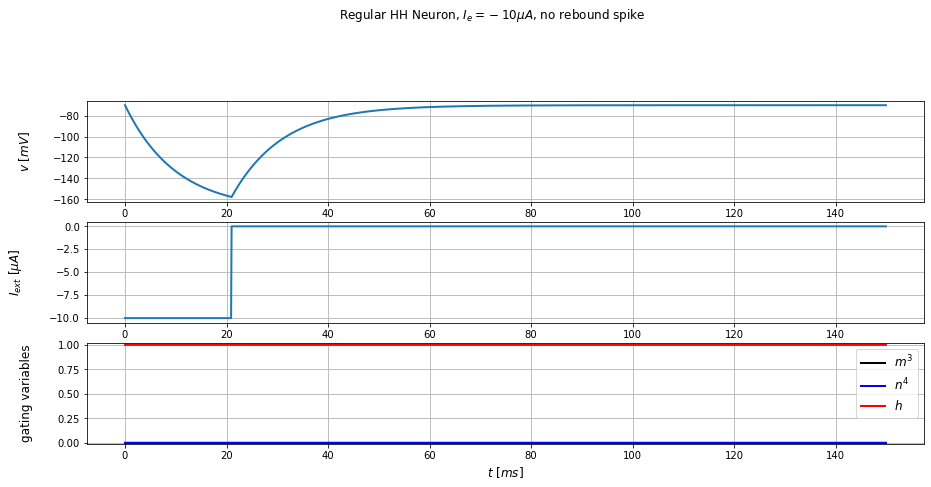 Regular HH Neuron, $I_e = -10\mu A$, no rebound spike
v [mV]
−80
−100
−120
−140
−160
0 20 40 60 80 100 120 140
$I_{ext}$ [μA]
0.0
−2.5
−5.0
−7.5
−10.0
0 20 40 60 80 100 120 140
gating variables
1.00
0.75
0.50
0.25
0.00
$m^3$
$n^4$
h
0 20 40 60 80 100 120 140
t [ms]